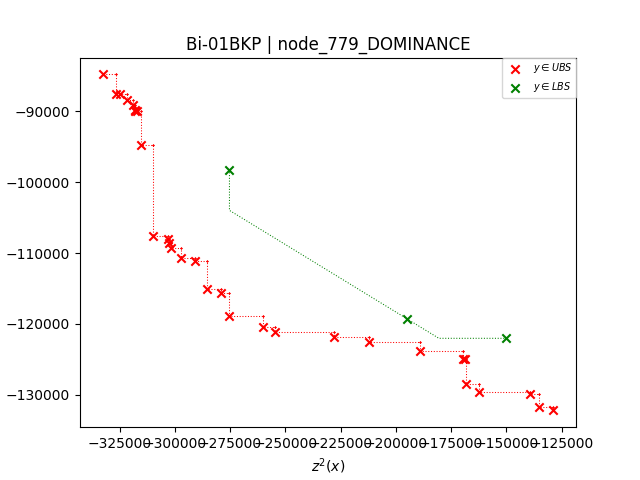 Bi-01BKP | node_779_DOMINANCE
y ∈ UBS
y ∈ LBS
−90000
−100000
−110000
−120000
−130000
−325000 −300000 −275000 −250000 −225000 −200000 −175000 −150000 −125000
z²(x)